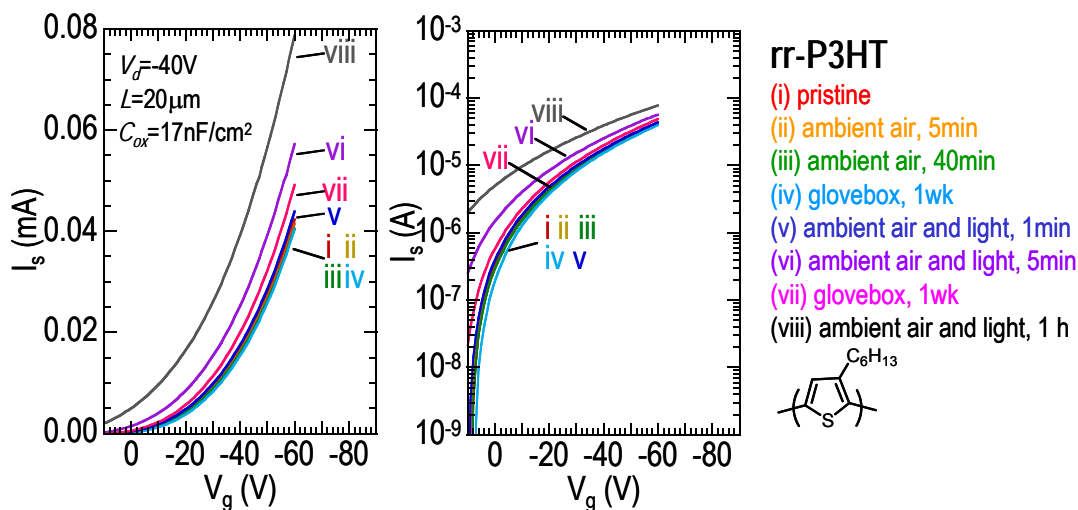 0.08
0.06
0.04
0.02
0.00
I_s (mA)
V_d=-40V
L=20μm
C_ox=17nF/cm²
viii
vi
vii
v
i ii
iii iv
0 -20 -40 -60 -80
V_g (V)
10⁻³
10⁻⁴
10⁻⁵
10⁻⁶
10⁻⁷
10⁻⁸
10⁻⁹
I_s (A)
viii
vi
vii
i ii iii
iv v
0 -20 -40 -60 -80
V_g (V)
rr-P3HT
(i) pristine
(ii) ambient air, 5min
(iii) ambient air, 40min
(iv) glovebox, 1wk
(v) ambient air and light, 1min
(vi) ambient air and light, 5min
(vii) glovebox, 1wk
(viii) ambient air and light, 1 h
C₆H₁₃
S